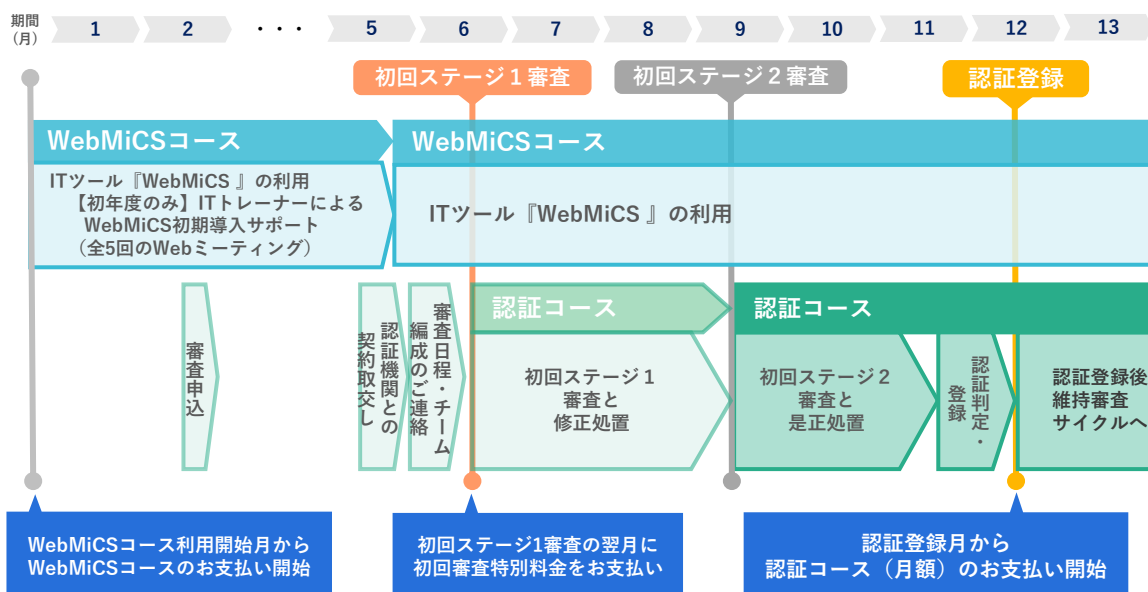 期間
(月)
1
2
・・・
5
6
7
8
9
10
11
12
13
初回ステージ1審査
初回ステージ2審査
認証登録
WebMiCSコース
WebMiCSコース
ITツール『WebMiCS 』の利用
【初年度のみ】ITトレーナーによる
WebMiCS初期導入サポート
（全5回のWebミーティング）
ITツール『WebMiCS 』の利用
審査申込
認証機関との
契約取交し
審査日程・チーム
編成のご連絡
認証コース
初回ステージ1
審査と
修正処置
認証コース
初回ステージ2
審査と
是正処置
認証判定・
登録
認証登録後
維持審査
サイクルへ
WebMiCSコース利用開始月から
WebMiCSコースのお支払い開始
初回ステージ1審査の翌月に
初回審査特別料金をお支払い
認証登録月から
認証コース（月額）のお支払い開始